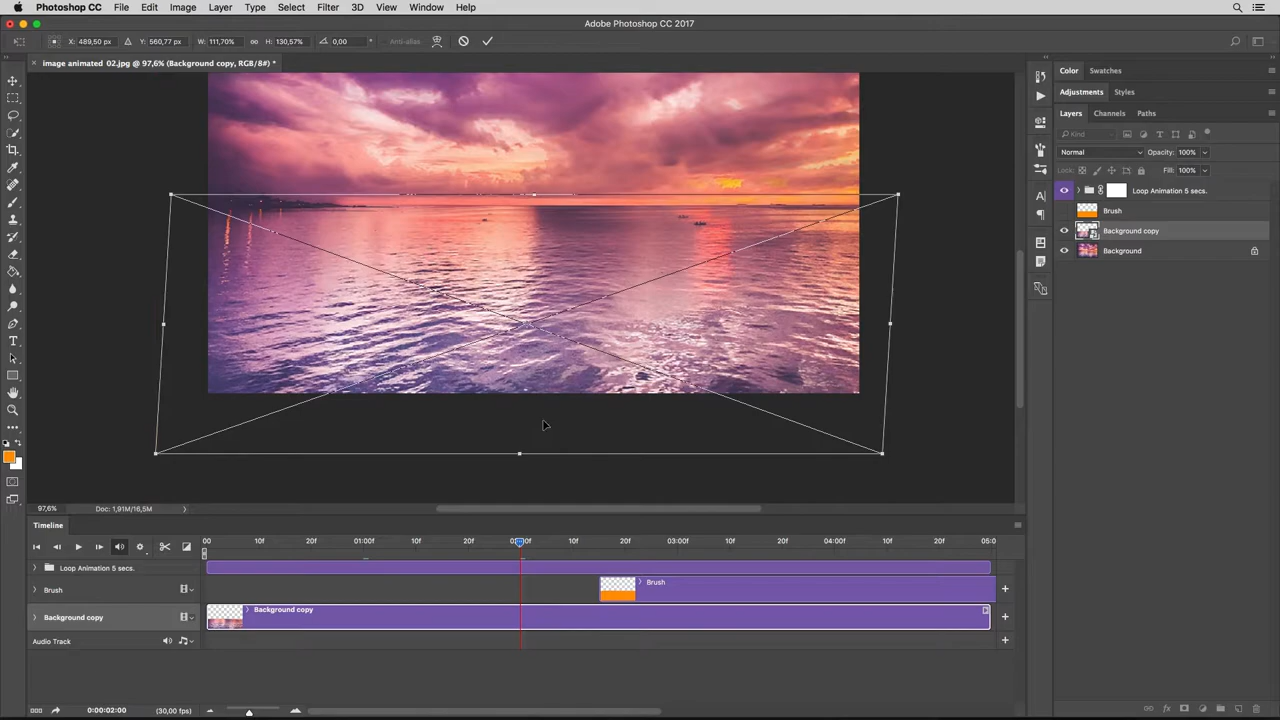 Photoshop CC File Edit Image Layer Type Select Filter 3D View Window Help
Adobe Photoshop CC 2017
X: 489,50 px Y: 560,77 px W: 111,70% H: 130,57% 0,00 Anti-alias
image animated 02.jpg @ 97,6% (Background copy, RGB/8#) *
Color Swatches
Adjustments Styles
Layers Channels Paths
Kind
Normal Opacity: 100%
Lock: Fill: 100%
Loop Animation 5 secs.
Brush
Background copy
Background
97,6% Doc: 1,91M/16,5M
Timeline
00 10f 20f 01:00f 10f 20f 10f 20f 03:00f 10f 20f 04:00f 10f 20f 05:0
Loop Animation 5 secs.
Brush Brush
Background copy Background copy
Audio Track
0:00:02:00 (30,00 fps)